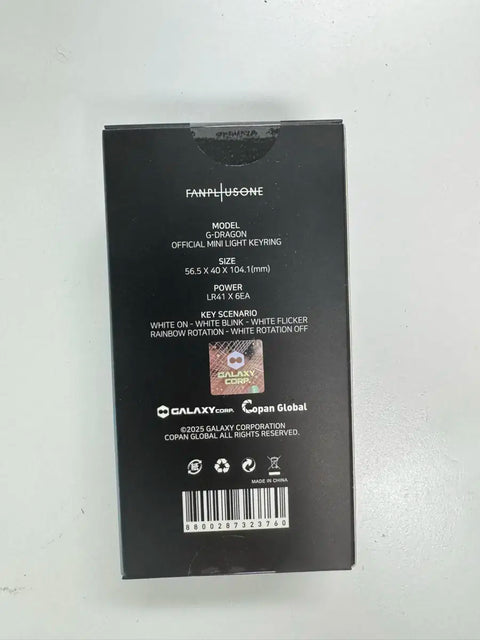 FANPLUSONE
MODEL
G-DRAGON
OFFICIAL MINI LIGHT KEYRING
SIZE
56.5 X 40 X 104.1(mm)
POWER
LR41 X 6EA
KEY SCENARIO
WHITE ON - WHITE BLINK - WHITE FLICKER
RAINBOW ROTATION - WHITE ROTATION OFF
GALAXY
CORP.
GALAXY CORP. Copan Global
©2025 GALAXY CORPORATION
COPAN GLOBAL ALL RIGHTS RESERVED.
MADE IN CHINA
8800287323760